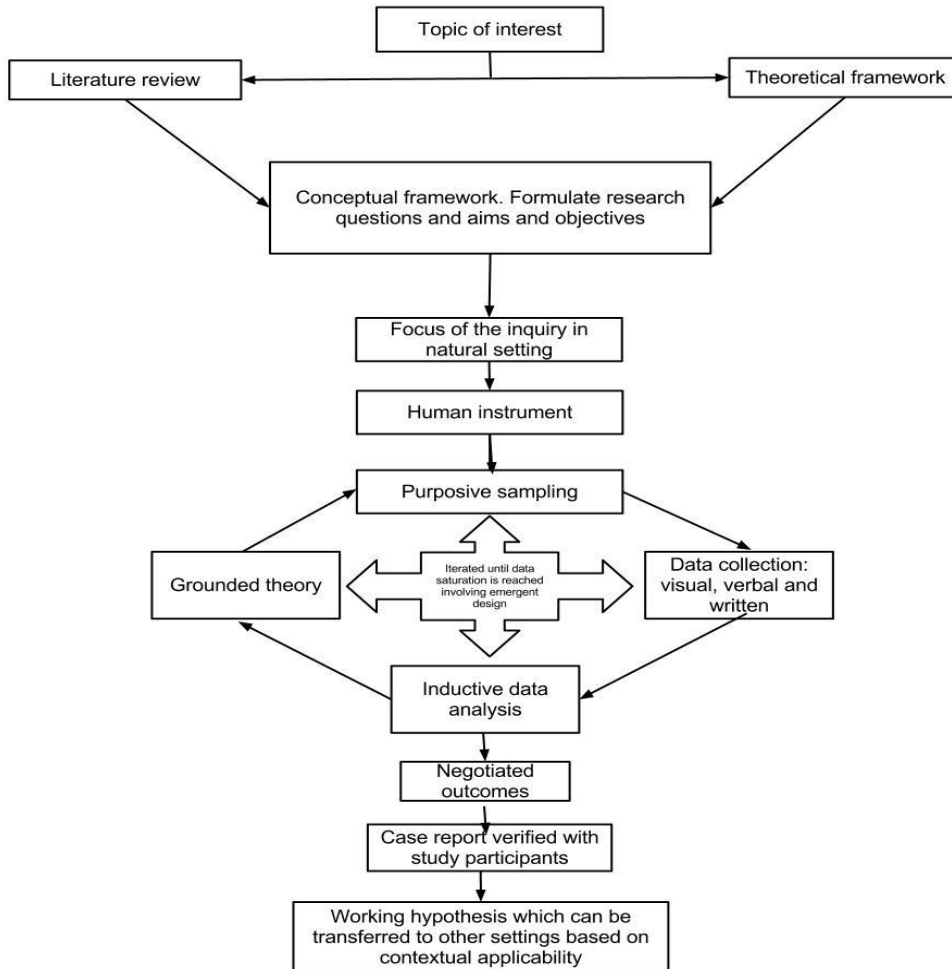 Topic of interest
Literature review
Theoretical framework
Conceptual framework. Formulate research
questions and aims and objectives
Focus of the inquiry in
natural setting
Human instrument
Purposive sampling
Grounded theory
Iterated until data
saturation is reached
involving emergent
design
Data collection:
visual, verbal and
written
Inductive data
analysis
Negotiated
outcomes
Case report verified with
study participants
Working hypothesis which can be
transferred to other settings based on
contextual applicability